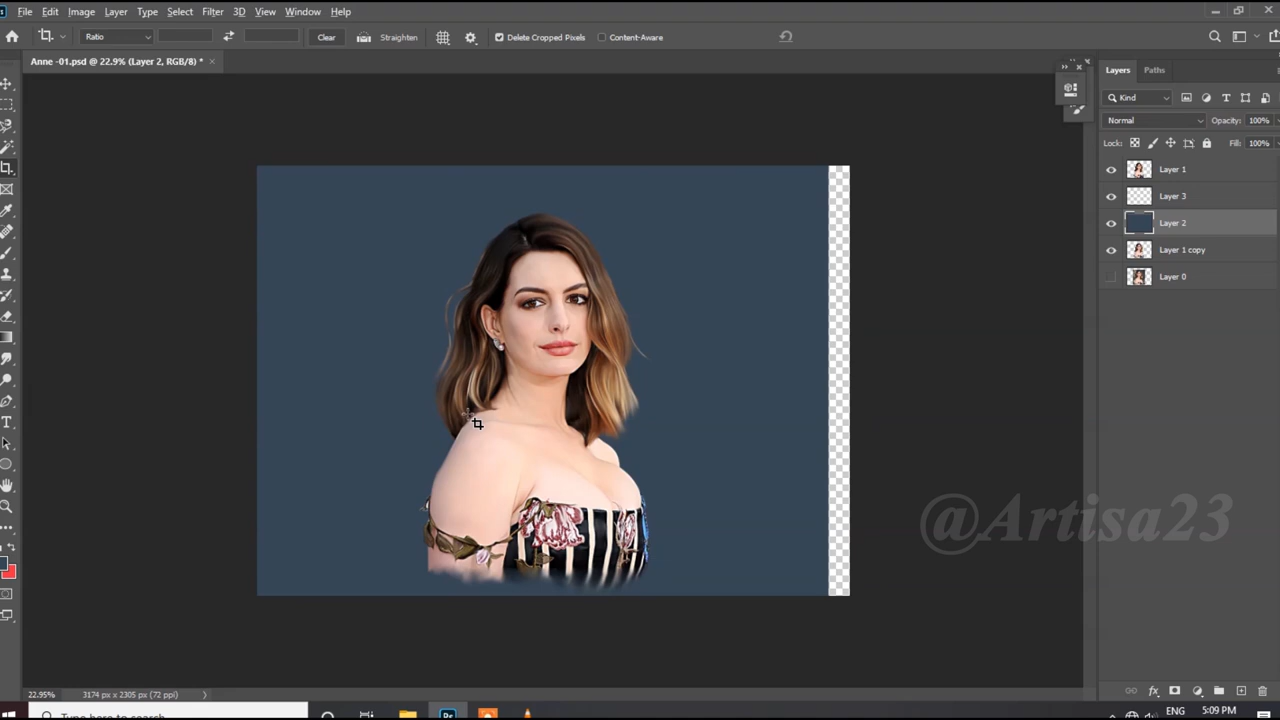 File Edit Image Layer Type Select Filter 3D View Window Help
Ratio Clear Straighten Delete Cropped Pixels Content-Aware
Anne -01.psd @ 22.9% (Layer 2, RGB/8) * ×
Layers Paths
Kind
Normal Opacity: 100%
Lock: Fill: 100%
Layer 1
Layer 3
Layer 2
Layer 1 copy
Layer 0
@Artisa23
22.95% 3174 px x 2305 px (72 ppi)
Type here to search
ENG 5:09 PM